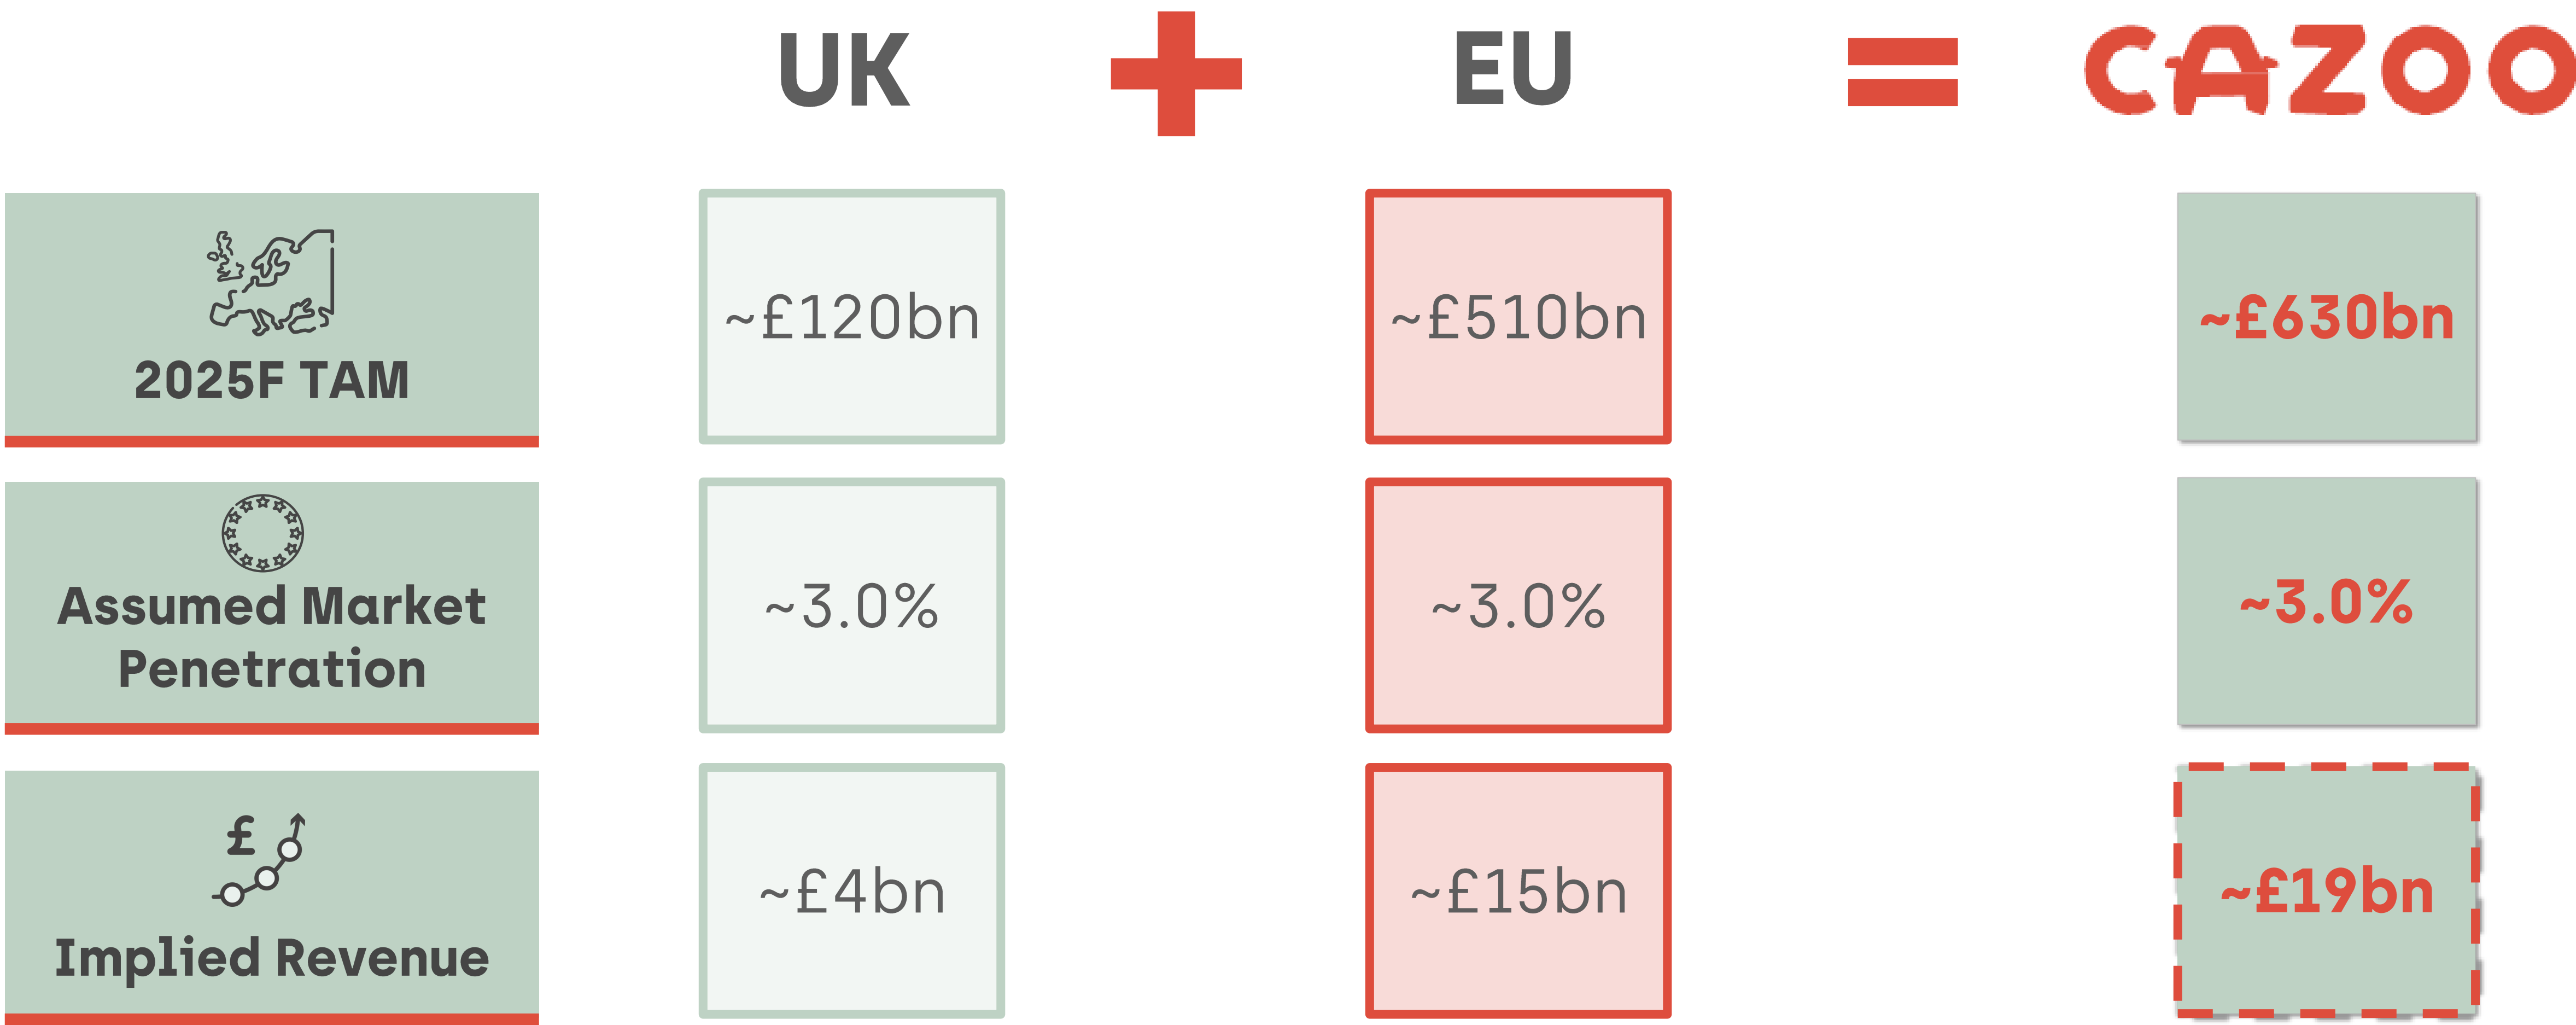 UK + EU = CAZOO
2025F TAM
~£120bn
~£510bn
~£630bn
Assumed Market
Penetration
~3.0%
~3.0%
~3.0%
£
Implied Revenue
~£4bn
~£15bn
~£19bn